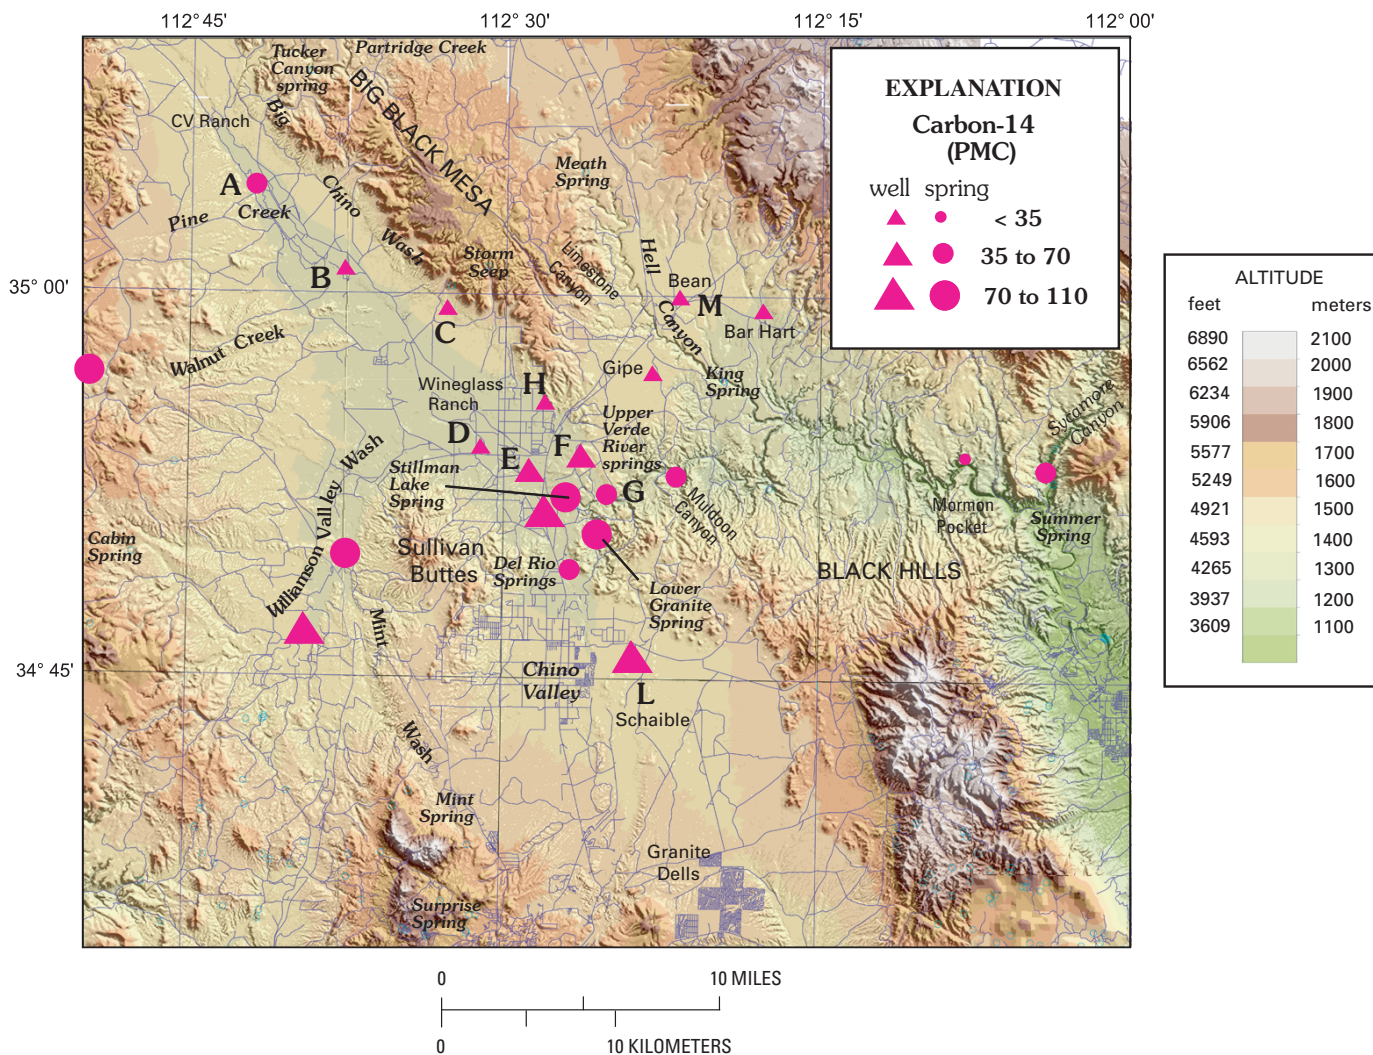 112° 45'
112° 30'
112° 15'
112° 00'
Tucker
Canyon
spring
Partridge Creek
BIG BLACK MESA
CV Ranch
Big
Chino
Wash
A
Pine
Creek
B
C
Storm
Seep
Meath
Spring
Limestone
Canyon
Hell
Canyon
Bean
M
Bar Hart
35° 00'
Walnut Creek
Wineglass
Ranch
H
Gipe
King
Spring
D
E
F
G
Upper
Verde
River
springs
Stillman
Lake
Spring
Muldoon
Canyon
Mormon
Pocket
Sycamore
Canyon
Summer
Spring
Williamson Valley Wash
Cabin
Spring
Sullivan
Buttes
Del Rio
Springs
Lower
Granite
Spring
BLACK HILLS
Mint
Wash
34° 45'
Chino
Valley
L
Schaible
Mint
Spring
Granite
Dells
Surprise
Spring
EXPLANATION
Carbon-14
(PMC)
well spring
< 35
35 to 70
70 to 110
ALTITUDE
feet meters
6890 2100
6562 2000
6234 1900
5906 1800
5577 1700
5249 1600
4921 1500
4593 1400
4265 1300
3937 1200
3609 1100
0 10 MILES
0 10 KILOMETERS